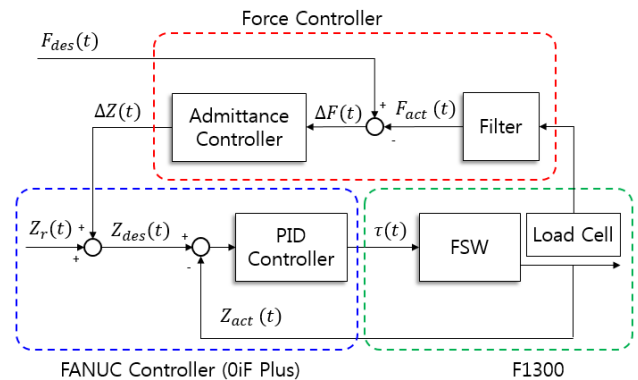 Force Controller
F_des(t)
ΔZ(t)
Admittance
Controller
ΔF(t)
+
-
F_act (t)
Filter
Z_r(t)
+
+
Z_des(t)
+
-
PID
Controller
τ(t)
FSW
Load Cell
Z_act (t)
FANUC Controller (0iF Plus)
F1300